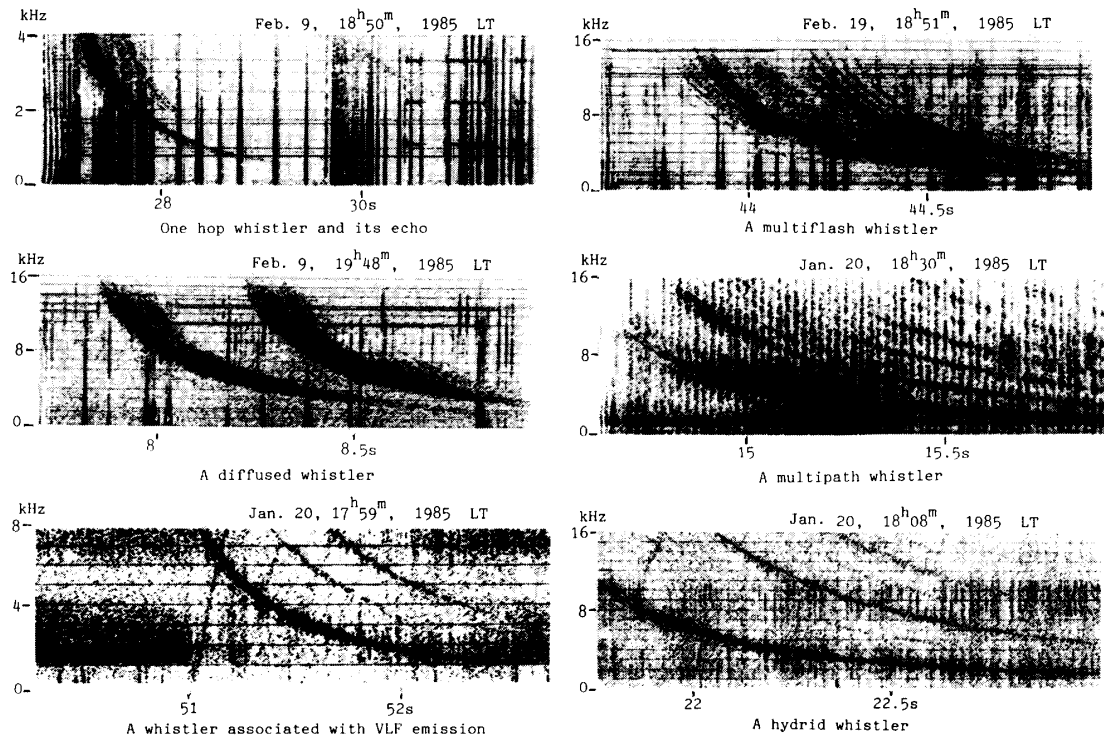 kHz Feb. 9, 18h50m, 1985 LT
4
2
0
28 30s
One hop whistler and its echo
kHz Feb. 19, 18h51m, 1985 LT
16
8
0
44 44.5s
A multiflash whistler
kHz Feb. 9, 19h48m, 1985 LT
16
8
0
8 8.5s
A diffused whistler
kHz Jan. 20, 18h30m, 1985 LT
16
8
0
15 15.5s
A multipath whistler
kHz Jan. 20, 17h59m, 1985 LT
8
4
0
51 52s
A whistler associated with VLF emission
kHz Jan. 20, 18h08m, 1985 LT
16
8
0
22 22.5s
A hydrid whistler